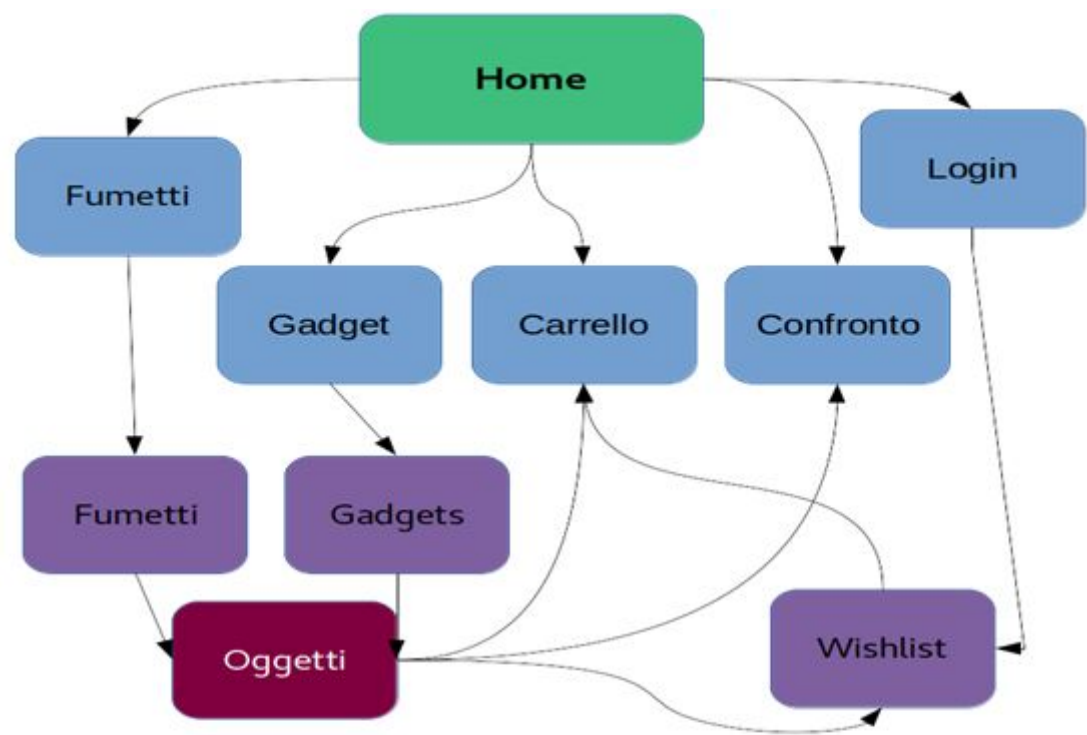 Home
Fumetti
Login
Gadget
Carrello
Confronto
Fumetti
Gadgets
Oggetti
Wishlist